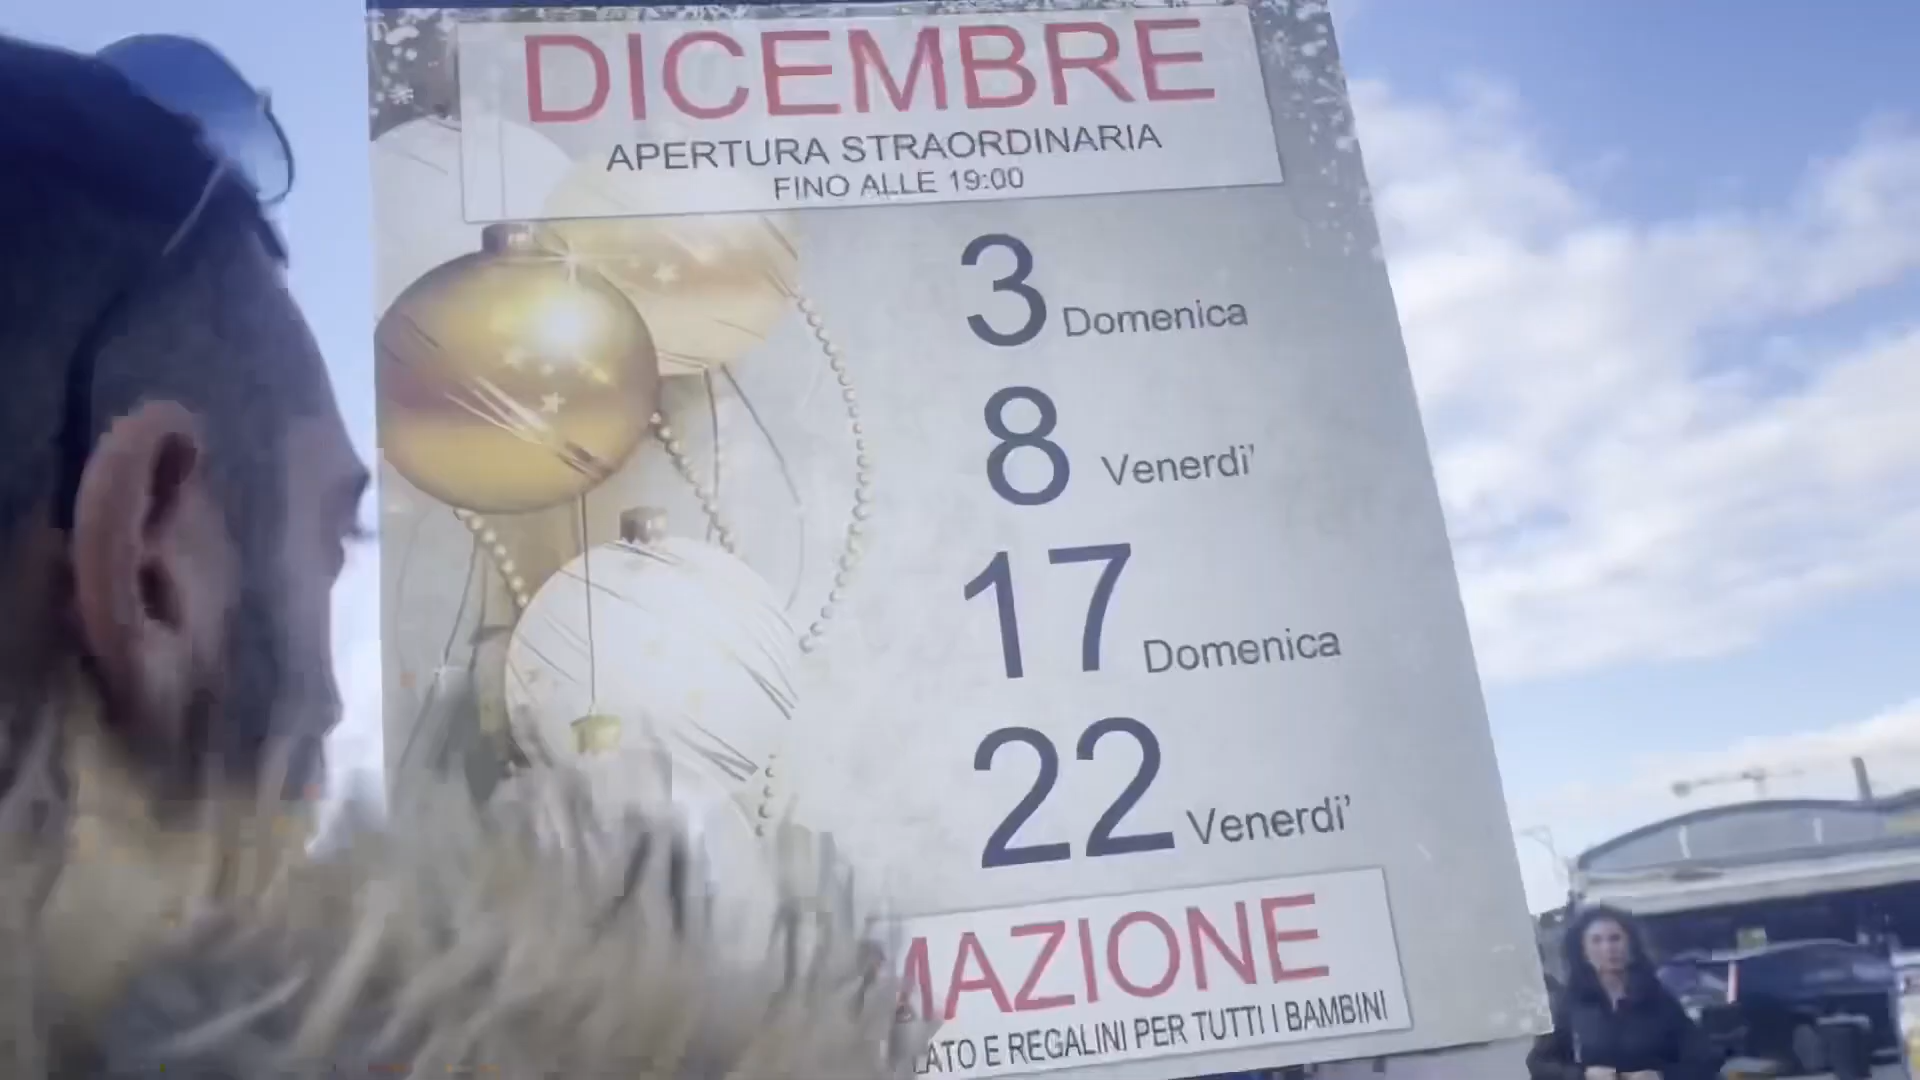 DICEMBRE
APERTURA STRAORDINARIA
FINO ALLE 19:00
3 Domenica
8 Venerdi'
17 Domenica
22 Venerdi'
MAZIONE
LATO E REGALINI PER TUTTI I BAMBINI